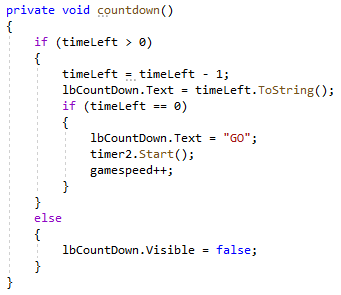 private void countdown()
{
    if (timeLeft > 0)
    {
        timeLeft = timeLeft - 1;
        lbCountDown.Text = timeLeft.ToString();
        if (timeLeft == 0)
        {
            lbCountDown.Text = "GO";
            timer2.Start();
            gamespeed++;
        }
    }
    else
    {
        lbCountDown.Visible = false;
    }
}